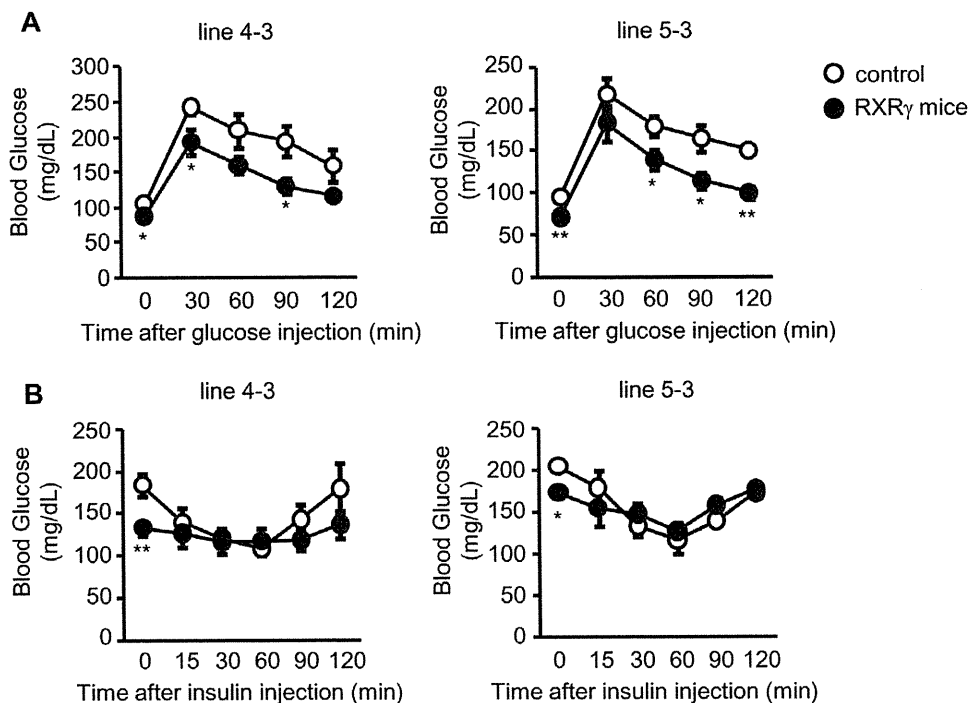 A
line 4-3
line 5-3
control
RXRγ mice
Blood Glucose
(mg/dL)
300
250
200
150
100
50
0
*
*
*
0 30 60 90 120
Time after glucose injection (min)
Blood Glucose
(mg/dL)
250
200
150
100
50
0
**
*
*
**
0 30 60 90 120
Time after glucose injection (min)
B
line 4-3
line 5-3
Blood Glucose
(mg/dL)
250
200
150
100
50
0
**
0 15 30 60 90 120
Time after insulin injection (min)
Blood Glucose
(mg/dL)
250
200
150
100
50
0
*
0 15 30 60 90 120
Time after insulin injection (min)